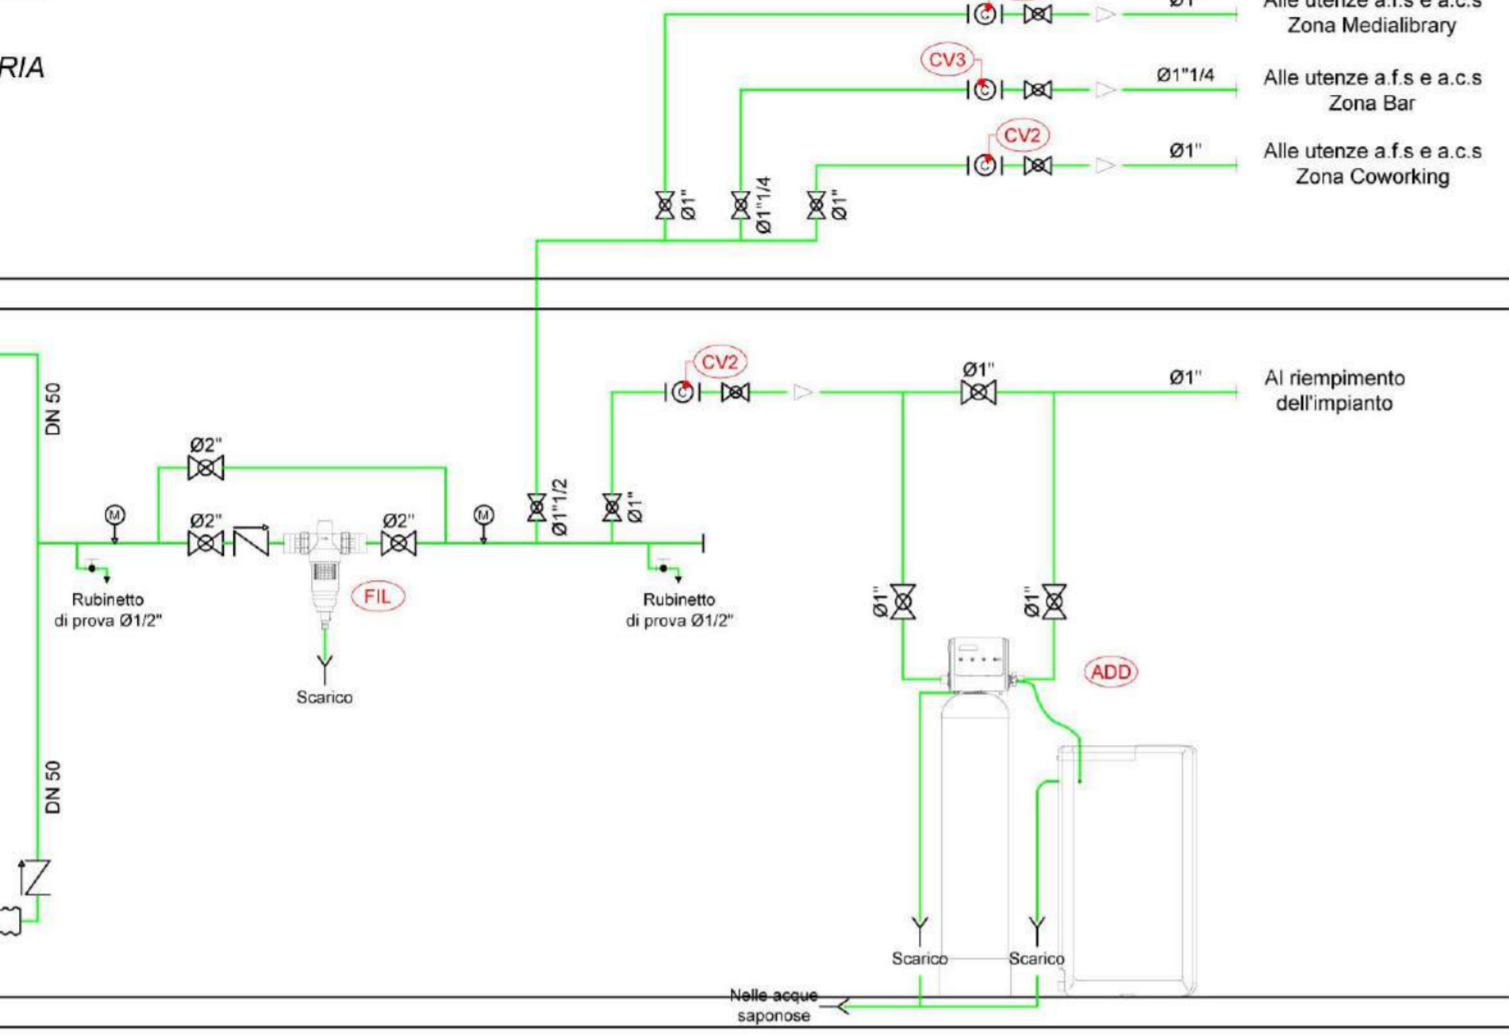 Ø1"
Alle utenze a.f.s e a.c.s
Zona Medialibrary
RIA
CV3
Ø1"1/4
Alle utenze a.f.s e a.c.s
Zona Bar
CV2
Ø1"
Alle utenze a.f.s e a.c.s
Zona Coworking
Ø1"
Ø1"1/4
Ø1"
CV2
Ø1"
Ø1"
Al riempimento
dell'impianto
DN 50
Ø2"
Ø1"1/2
Ø1"
M
Ø2"
Ø2"
M
Rubinetto
di prova Ø1/2"
FIL
Rubinetto
di prova Ø1/2"
Ø1"
Ø1"
Scarico
ADD
DN 50
Scarico
Scarico
Nelle acque
saponose